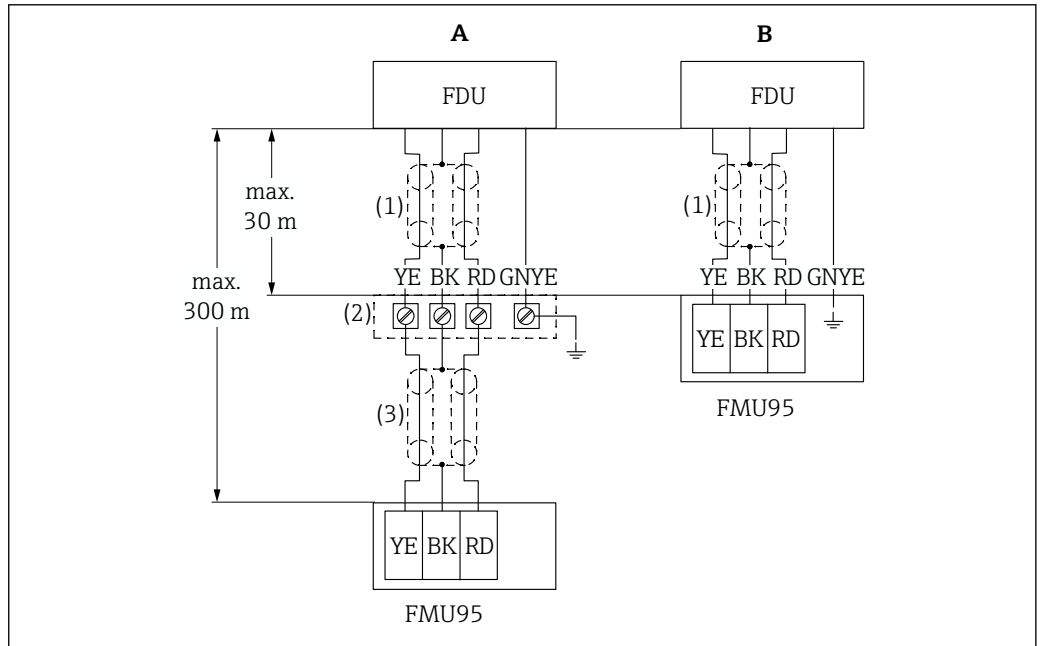 A B
FDU FDU
max.
30 m
(1) (1)
YE BK RD GNYE YE BK RD GNYE
max.
300 m
(2)
YE BK RD
FMU95
(3)
YE BK RD
FMU95